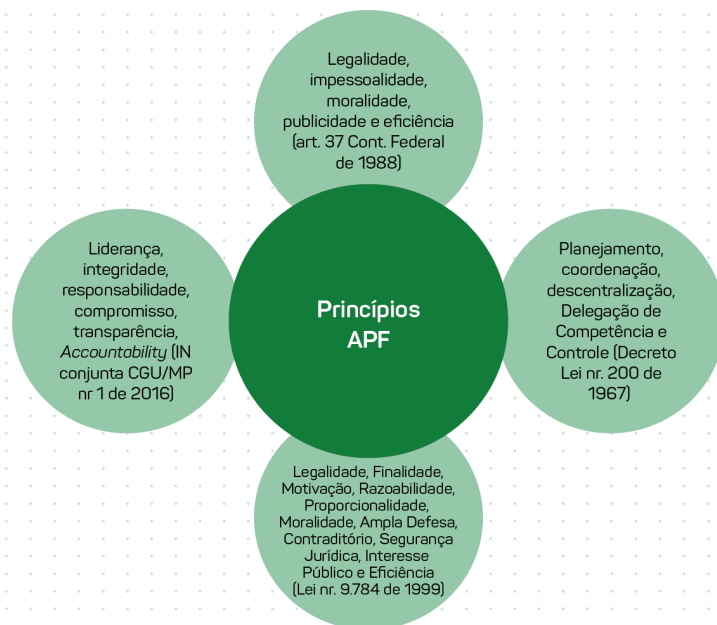 Legalidade,
impessoalidade,
moralidade,
publicidade e eficiência
(art. 37 Cont. Federal
de 1988)
Liderança,
integridade,
responsabilidade,
compromisso,
transparência,
Accountability (IN
conjunta CGU/MP
nr 1 de 2016)
Princípios
APF
Planejamento,
coordenação,
descentralização,
Delegação de
Competência e
Controle (Decreto
Lei nr. 200 de
1967)
Legalidade, Finalidade,
Motivação, Razoabilidade,
Proporcionalidade,
Moralidade, Ampla Defesa,
Contraditório, Segurança
Jurídica, Interesse
Público e Eficiência
(Lei nr. 9.784 de 1999)